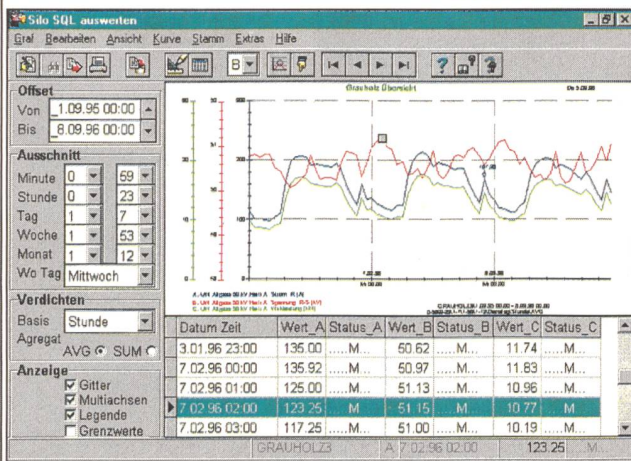 Silo SQL auswerten
Graf Bearbeiten Ansicht Kurve Stamm Extras Hilfe
B
Offset
Von _1.09.95 00:00
Bis _8.09.96 00:00
Ausschnitt
Minute 0 59
Stunde 0 23
Tag 1 7
Woche 1 53
Monat 1 12
Wo Tag Mittwoch
Verdichten
Basis Stunde
Agregat
AVG SUM
Anzeige
Gitter
Multiachsen
Legende
Grenzwerte
Grauholz Übersicht
Datum Zeit Wert_A Status_A Wert_B Status_B Wert_C Status_C
3.01.96 23:00 135.00 .....M... 50.62 .....M... 11.74 .....M...
7.02.96 00:00 135.92 .....M... 50.97 .....M... 11.83 .....M...
7.02.96 01:00 125.00 .....M... 51.13 .....M... 10.96 .....M...
7.02.96 02:00 123.25 M 51.15 M 10.77 M
7.02.96 03:00 117.25 .....M... 51.00 .....M... 10.19 .....M...
GRAUHOLZ3 A 7.02.96 02:00 123.25 .....M...